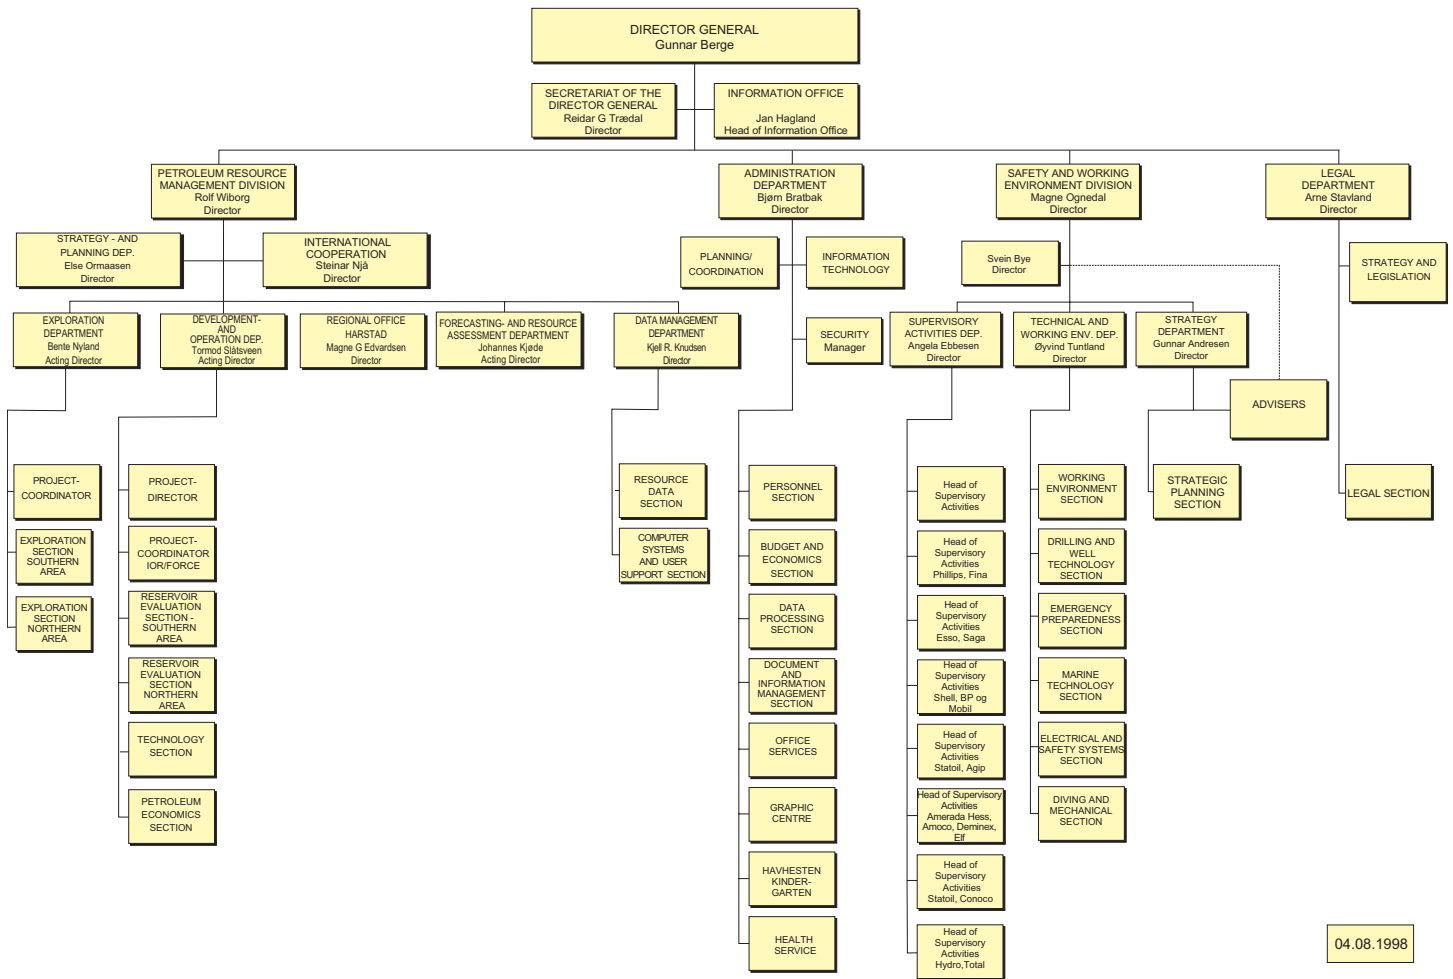 DIRECTOR GENERAL
Gunnar Berge
SECRETARIAT OF THE
DIRECTOR GENERAL
Reidar G Trædal
Director
INFORMATION OFFICE
Jan Hagland
Head of Information Office
PETROLEUM RESOURCE
MANAGEMENT DIVISION
Rolf Wiborg
Director
ADMINISTRATION
DEPARTMENT
Bjørn Bratbak
Director
SAFETY AND WORKING
ENVIRONMENT DIVISION
Magne Ognedal
Director
LEGAL
DEPARTMENT
Arne Stavland
Director
STRATEGY - AND
PLANNING DEP.
Else Ormaasen
Director
INTERNATIONAL
COOPERATION
Steinar Njå
Director
PLANNING/
COORDINATION
INFORMATION
TECHNOLOGY
Svein Bye
Director
STRATEGY AND
LEGISLATION
EXPLORATION
DEPARTMENT
Bente Nyland
Acting Director
DEVELOPMENT-
AND
OPERATION DEP.
Tormod Slåtsveen
Acting Director
REGIONAL OFFICE
HARSTAD
Magne G Edvardsen
Director
FORECASTING- AND RESOURCE
ASSESSMENT DEPARTMENT
Johannes Kjøde
Acting Director
DATA MANAGEMENT
DEPARTMENT
Kjell R. Knudsen
Director
SECURITY
Manager
SUPERVISORY
ACTIVITIES DEP.
Angela Ebbesen
Director
TECHNICAL AND
WORKING ENV. DEP.
Øyvind Tuntland
Director
STRATEGY
DEPARTMENT
Gunnar Andresen
Director
ADVISERS
PROJECT-
COORDINATOR
EXPLORATION
SECTION
SOUTHERN
AREA
EXPLORATION
SECTION
NORTHERN
AREA
PROJECT-
DIRECTOR
PROJECT-
COORDINATOR
IOR/FORCE
RESERVOIR
EVALUATION
SECTION -
SOUTHERN
AREA
RESERVOIR
EVALUATION
SECTION
NORTHERN
AREA
TECHNOLOGY
SECTION
PETROLEUM
ECONOMICS
SECTION
RESOURCE
DATA
SECTION
COMPUTER
SYSTEMS
AND USER
SUPPORT SECTION
PERSONNEL
SECTION
BUDGET AND
ECONOMICS
SECTION
DATA
PROCESSING
SECTION
DOCUMENT
AND
INFORMATION
MANAGEMENT
SECTION
OFFICE
SERVICES
GRAPHIC
CENTRE
HAVHESTEN
KINDER-
GARTEN
HEALTH
SERVICE
Head of
Supervisory
Activities
Head of
Supervisory
Activities
Phillips, Fina
Head of
Supervisory
Activities
Esso, Saga
Head of
Supervisory
Activities
Shell, BP og
Mobil
Head of
Supervisory
Activities
Statoil, Agip
Head of Supervisory
Activities
Amerada Hess,
Amoco, Deminex,
Elf
Head of
Supervisory
Activities
Statoil, Conoco
Head of
Supervisory
Activities
Hydro,Total
WORKING
ENVIRONMENT
SECTION
DRILLING AND
WELL
TECHNOLOGY
SECTION
EMERGENCY
PREPAREDNESS
SECTION
MARINE
TECHNOLOGY
SECTION
ELECTRICAL AND
SAFETY SYSTEMS
SECTION
DIVING AND
MECHANICAL
SECTION
STRATEGIC
PLANNING
SECTION
LEGAL SECTION
04.08.1998